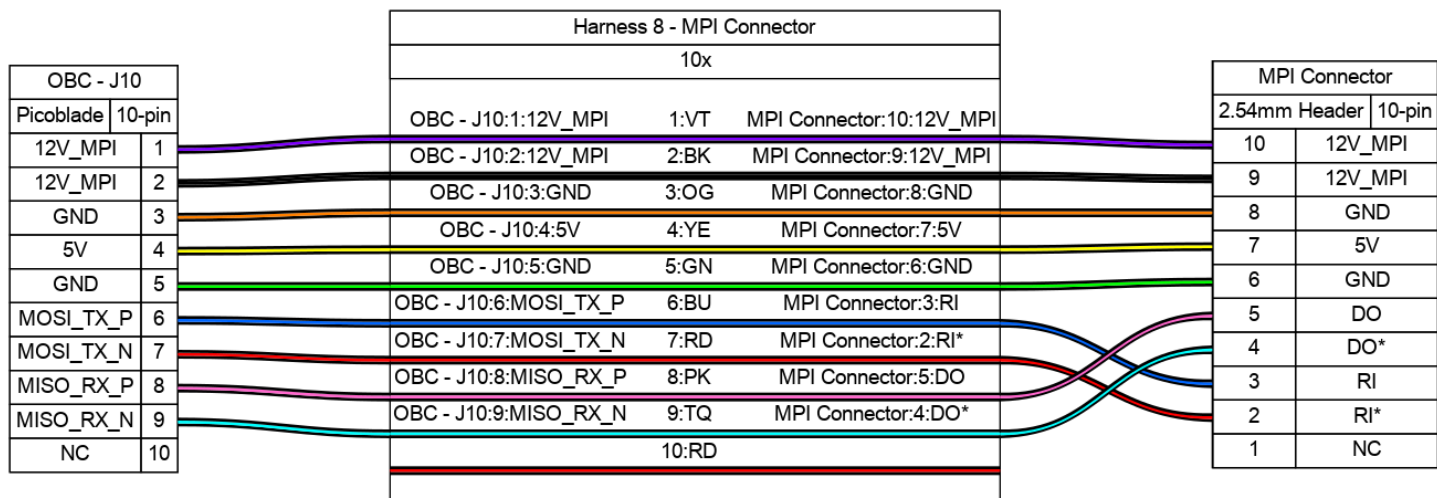 Harness 8 - MPI Connector
10x
OBC - J10
Picoblade 10-pin
12V_MPI 1
12V_MPI 2
GND 3
5V 4
GND 5
MOSI_TX_P 6
MOSI_TX_N 7
MISO_RX_P 8
MISO_RX_N 9
NC 10
OBC - J10:1:12V_MPI 1:VT MPI Connector:10:12V_MPI
OBC - J10:2:12V_MPI 2:BK MPI Connector:9:12V_MPI
OBC - J10:3:GND 3:OG MPI Connector:8:GND
OBC - J10:4:5V 4:YE MPI Connector:7:5V
OBC - J10:5:GND 5:GN MPI Connector:6:GND
OBC - J10:6:MOSI_TX_P 6:BU MPI Connector:3:RI
OBC - J10:7:MOSI_TX_N 7:RD MPI Connector:2:RI*
OBC - J10:8:MISO_RX_P 8:PK MPI Connector:5:DO
OBC - J10:9:MISO_RX_N 9:TQ MPI Connector:4:DO*
10:RD
MPI Connector
2.54mm Header 10-pin
10 12V_MPI
9 12V_MPI
8 GND
7 5V
6 GND
5 DO
4 DO*
3 RI
2 RI*
1 NC